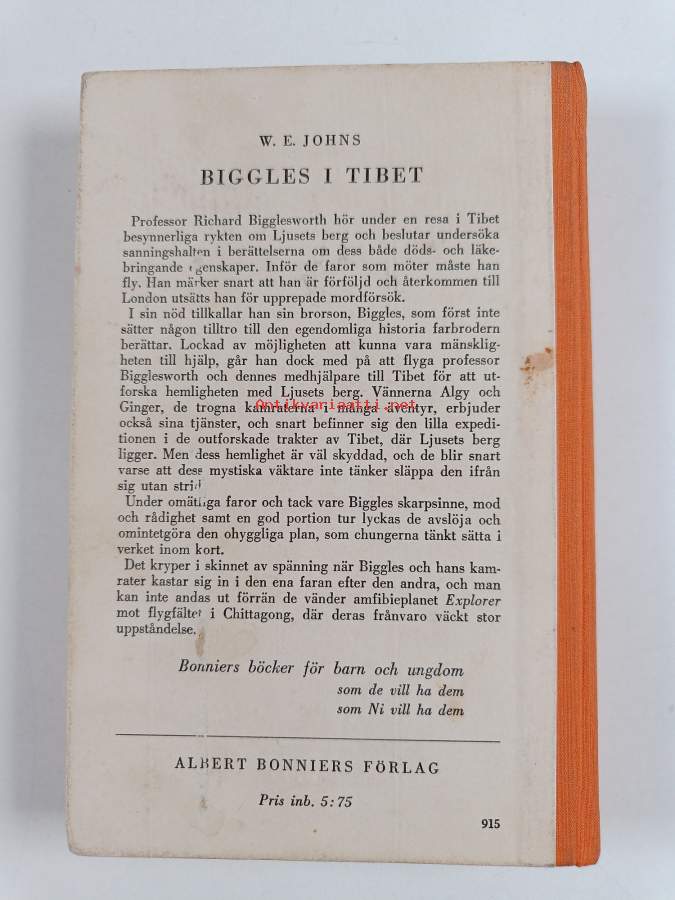 W. E. JOHNS
BIGGLES I TIBET
Professor Richard Bigglesworth hör under en resa i Tibet
besynnerliga rykten om Ljusets berg och beslutar undersöka
sanningshalten i berättelserna om dess både döds- och läke-
bringande egenskaper. Inför de faror som möter måste han
fly. Han märker snart att han är förföljd och återkommen till
London utsätts han för upprepade mordförsök.
I sin nöd tillkallar han sin brorson, Biggles, som först inte
sätter någon tilltro till den egendomliga historia farbrodern
berättar. Lockad av möjligheten att kunna vara mänsklig-
heten till hjälp, går han dock med på att flyga professor
Bigglesworth och dennes medhjälpare till Tibet för att ut-
forska hemligheten med Ljusets berg. Vännerna Algy och
Ginger, de trogna kamraterna i många äventyr, erbjuder
också sina tjänster, och snart befinner sig den lilla expedi-
tionen i de outforskade trakter av Tibet, där Ljusets berg
ligger. Men dess hemlighet är väl skyddad, och de blir snart
varse att dess mystiska väktare inte tänker släppa den ifrån
sig utan strid
Under omätliga faror och tack vare Biggles skarpsinne, mod
och rådighet samt en god portion tur lyckas de avslöja och
omintetgöra den ohyggliga plan, som chungerna tänkt sätta i
verket inom kort.
Det kryper i skinnet av spänning när Biggles och hans kam-
rater kastar sig in i den ena faran efter den andra, och man
kan inte andas ut förrän de vänder amfibieplanet Explorer
mot flygfältet i Chittagong, där deras frånvaro väckt stor
uppståndelse.
Bonniers böcker för barn och ungdom
som de vill ha dem
som Ni vill ha dem
ALBERT BONNIERS FÖRLAG
Pris inb. 5:75
915
Antikvariaatti.net